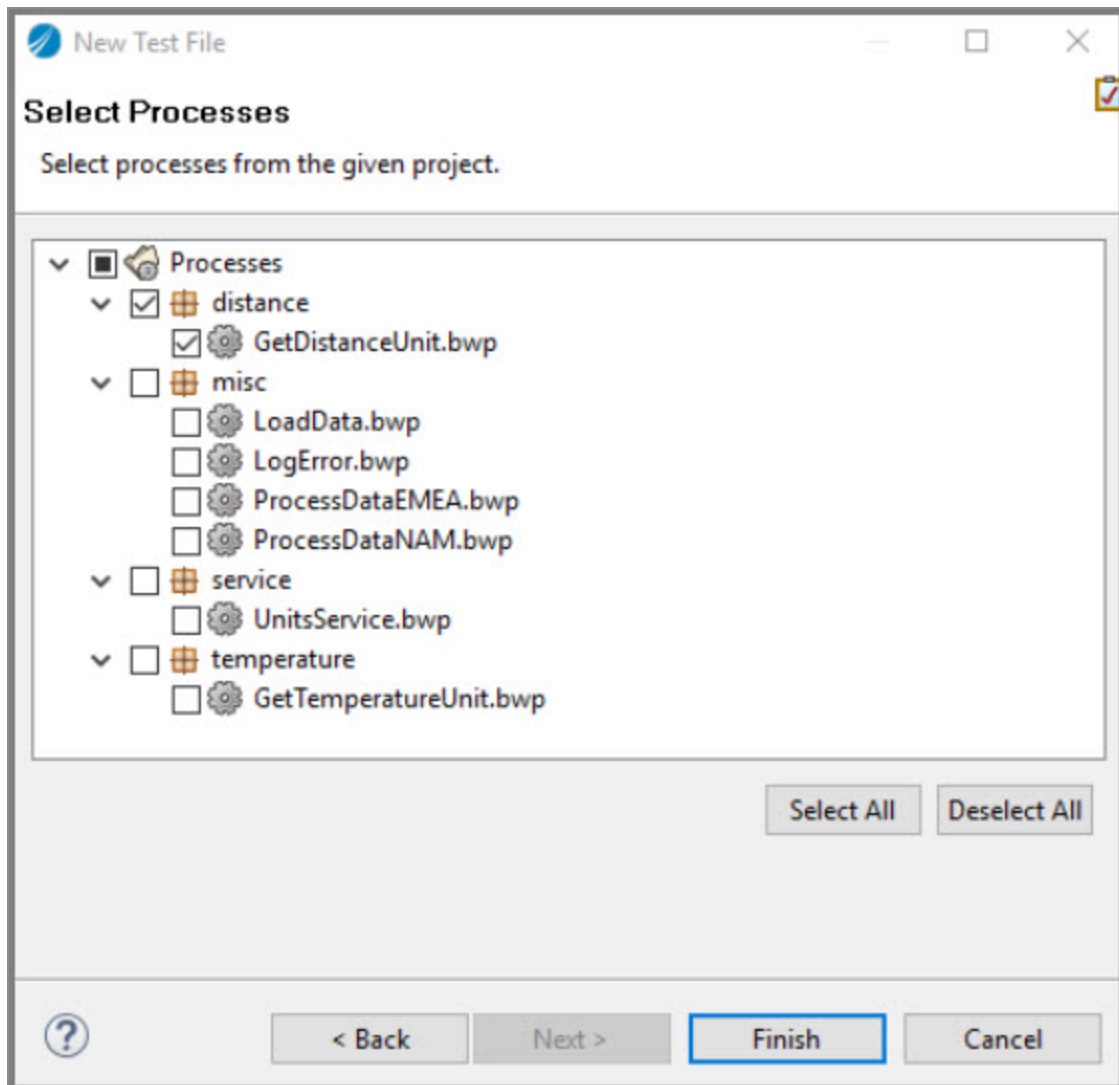 New Test File
Select Processes
Select processes from the given project.
Processes
distance
GetDistanceUnit.bwp
misc
LoadData.bwp
LogError.bwp
ProcessDataEMEA.bwp
ProcessDataNAM.bwp
service
UnitsService.bwp
temperature
GetTemperatureUnit.bwp
Select All Deselect All
? < Back Next > Finish Cancel